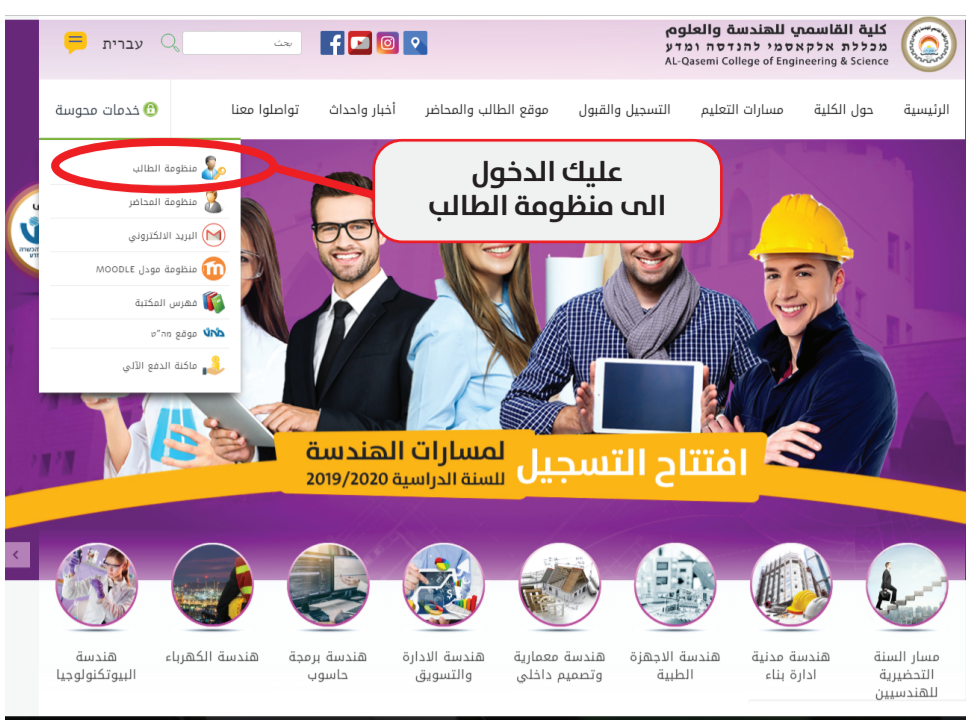 كلية القاسمي للهندسة والعلوم
מכללת אלקאסמי להנדסה ומדע
AL-Qasemi College of Engineering & Science
بحث
עברית
الرئيسية
حول الكلية
مسارات التعليم
التسجيل والقبول
موقع الطالب والمحاضر
أخبار واحداث
تواصلوا معنا
خدمات محوسة
منظومة الطالب
منظومة المحاضر
البريد الالكتروني
منظومة مودل MOODLE
فهرس المكتبة
موقع מה"ט
ماكنة الدفع الآلي
عليك الدخول
الى منظومة الطالب
افتتاح التسجيل
لمسارات الهندسة
للسنة الدراسية 2019/2020
مسار السنة
التحضيرية
للهندسيين
هندسة مدنية
ادارة بناء
هندسة الاجهزة
الطبية
هندسة معمارية
وتصميم داخلي
هندسة الادارة
والتسويق
هندسة برمجة
حاسوب
هندسة الكهرباء
هندسة
البيوتكنولوجيا